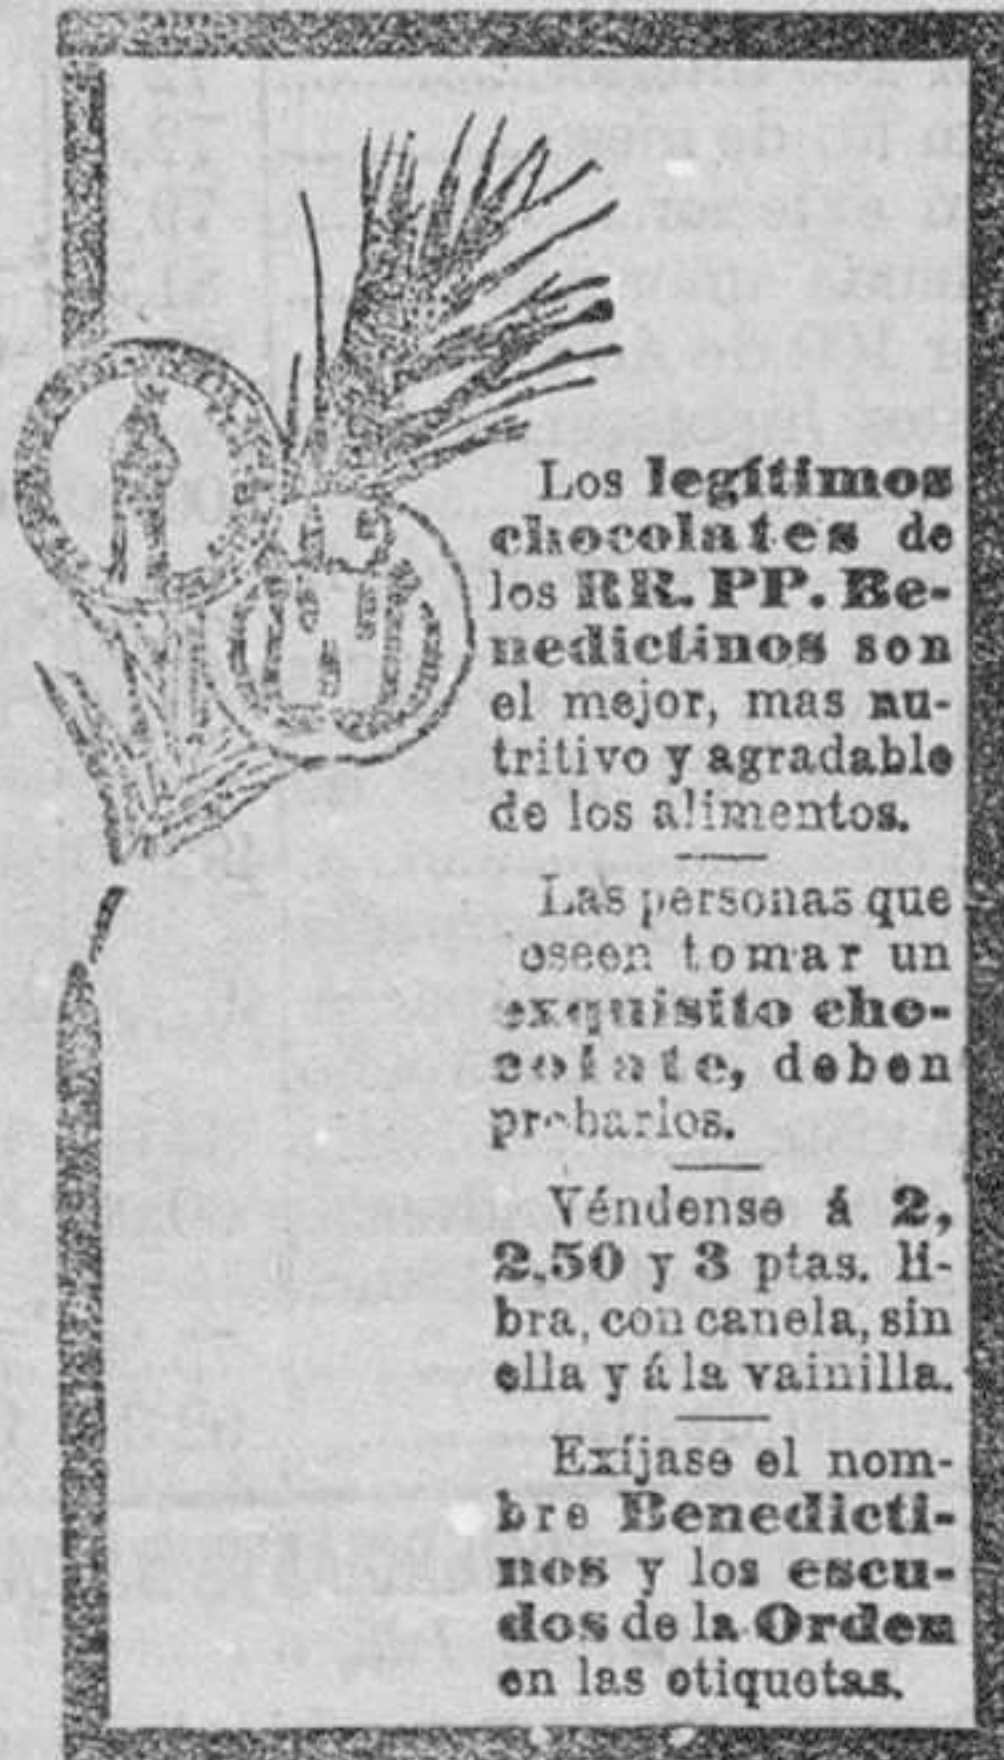 Los legítimos
chocolates de
los RR. PP. Be-
nedictinos son
el mejor, mas nu-
tritivo y agradable
de los alimentos.
Las personas que
oseen tomar un
exquisito cho-
colate, deben
probarlos.
Véndense á 2,
2,50 y 3 ptas. li-
bra, con canela, sin
ella y á la vainilla.
Exíjase el nom-
bre Benedicti-
nos y los escu-
dos de la Orden
en las etiquetas.